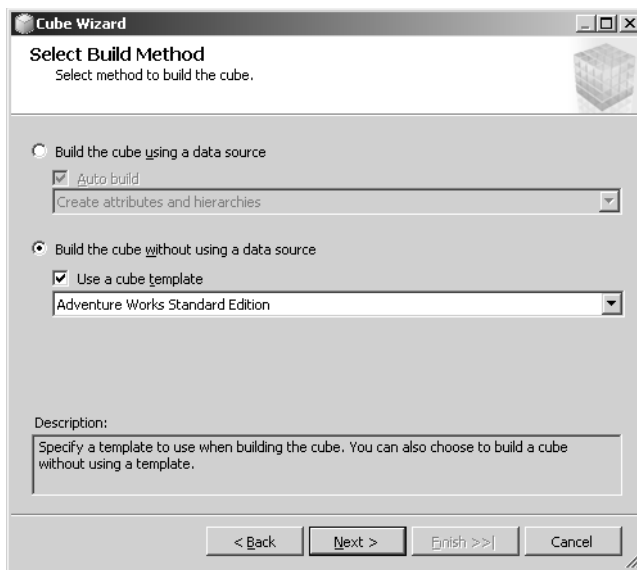 Cube Wizard
Select Build Method
Select method to build the cube.
Build the cube using a data source
Auto build
Create attributes and hierarchies
Build the cube without using a data source
Use a cube template
Adventure Works Standard Edition
Description:
Specify a template to use when building the cube. You can also choose to build a cube
without using a template.
< Back Next > Finish >>| Cancel